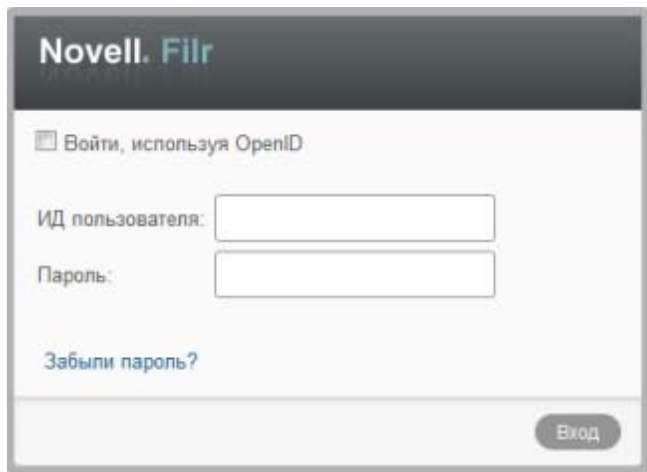 Novell. Filr
Войти, используя OpenID
ИД пользователя:
Пароль:
Забыли пароль?
Вход